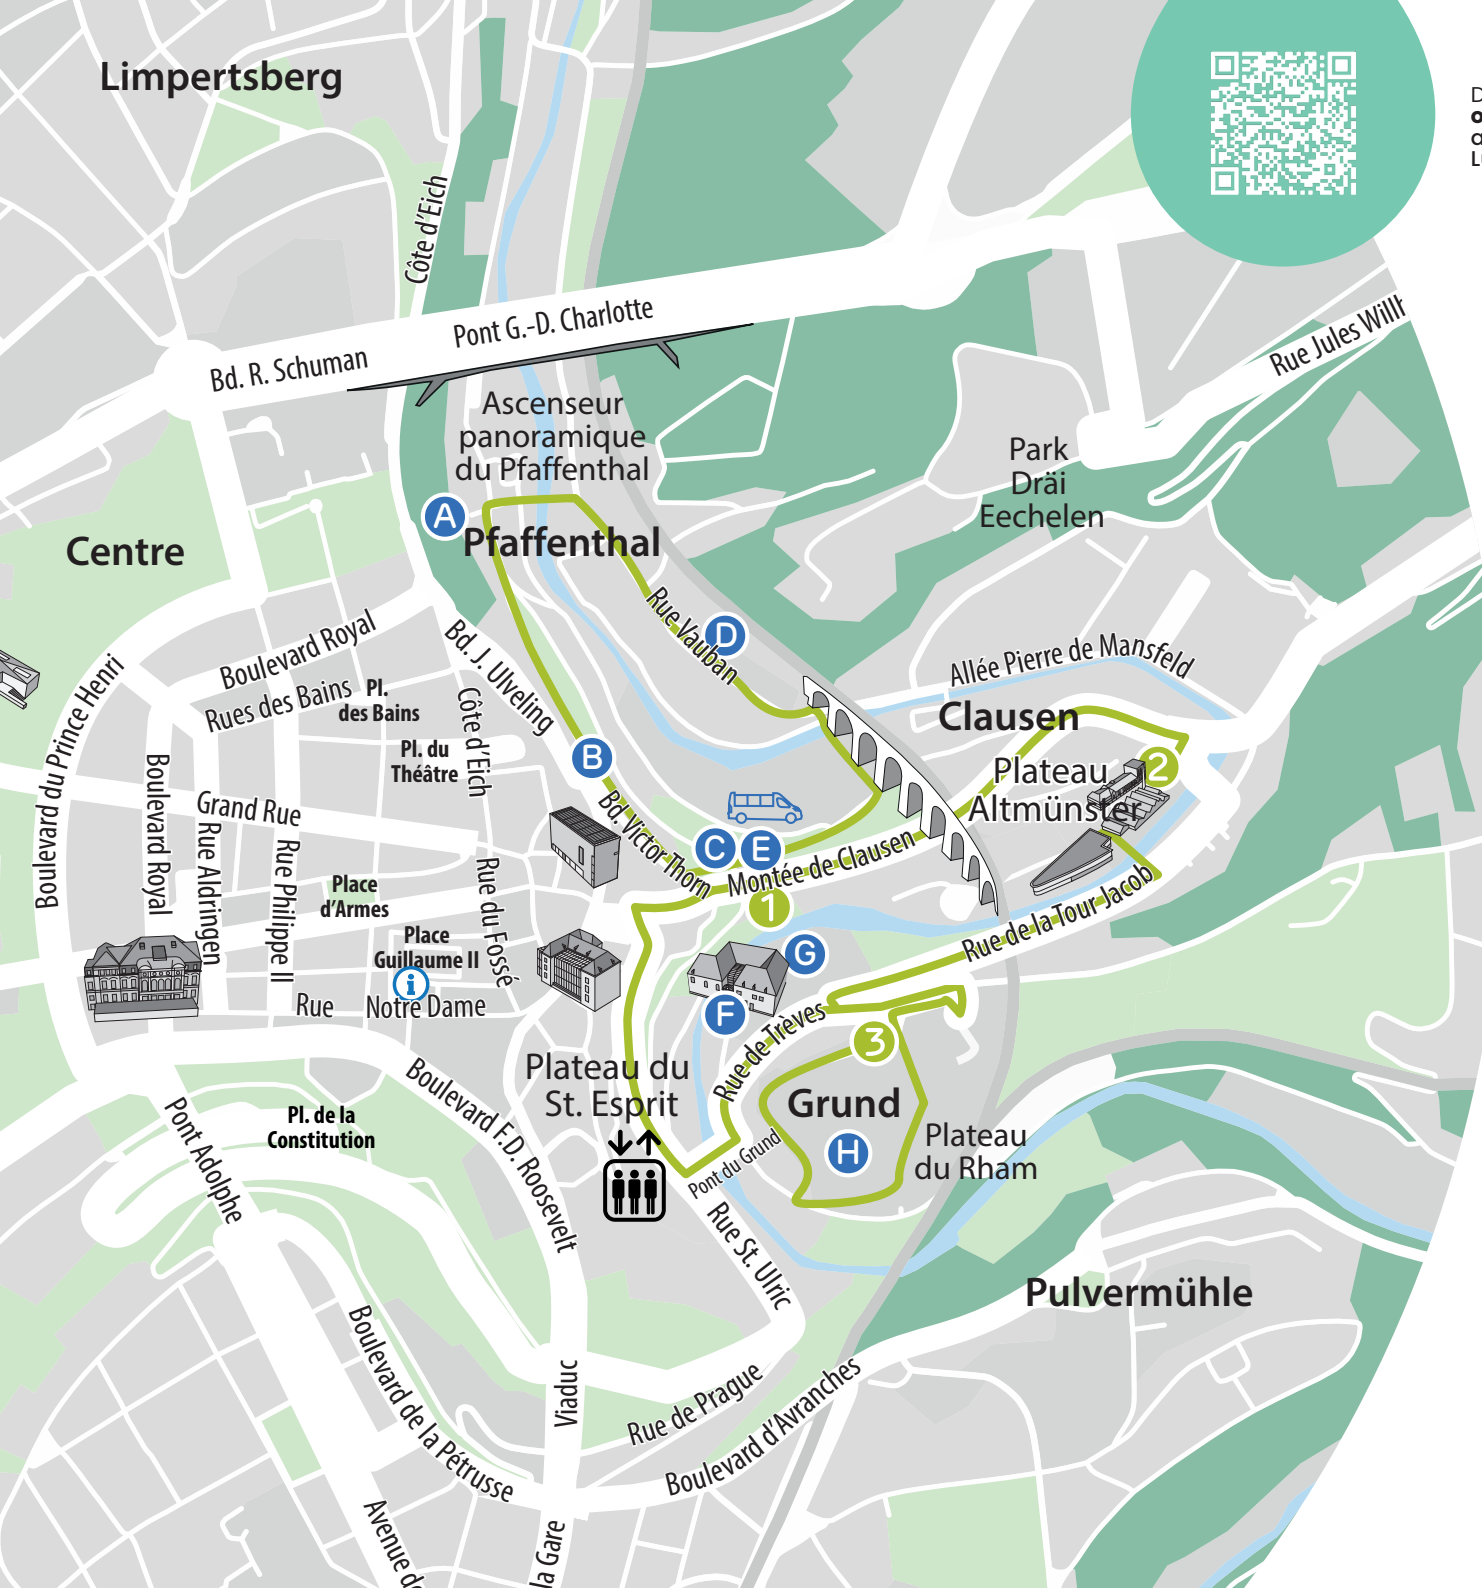 Limpertsberg
D
o
a
Lu
Côte d'Eich
Pont G.-D. Charlotte
Bd. R. Schuman
Rue Jules Willh
Ascenseur
panoramique
du Pfaffenthal
Park
Dräi
Eechelen
A
Pfaffenthal
Centre
Rue Vauban
D
Boulevard Royal
Bd. J. Ulveling
Allée Pierre de Mansfeld
Rues des Bains
Pl.
des Bains
Côte d'Eich
Clausen
Boulevard du Prince Henri
Pl. du
Théâtre
B
Plateau
Altmünster
2
Boulevard Royal
Grand Rue
Rue Aldringen
Rue Philippe II
Bd. Victor Thorn
C
E
Montée de Clausen
Rue du Fossé
Place
d'Armes
1
Rue de la Tour Jacob
Place
Guillaume II
G
i
Rue Notre Dame
F
Rue de Trèves
3
Plateau du
St. Esprit
Grund
Boulevard F.D. Roosevelt
Pl. de la
Constitution
Pont Adolphe
H
Plateau
du Rham
Pont du Grund
Rue St. Ulric
Pulvermühle
Boulevard de la Pétrusse
Viaduc
Rue de Prague
Boulevard d'Avranches
Avenue de
la Gare